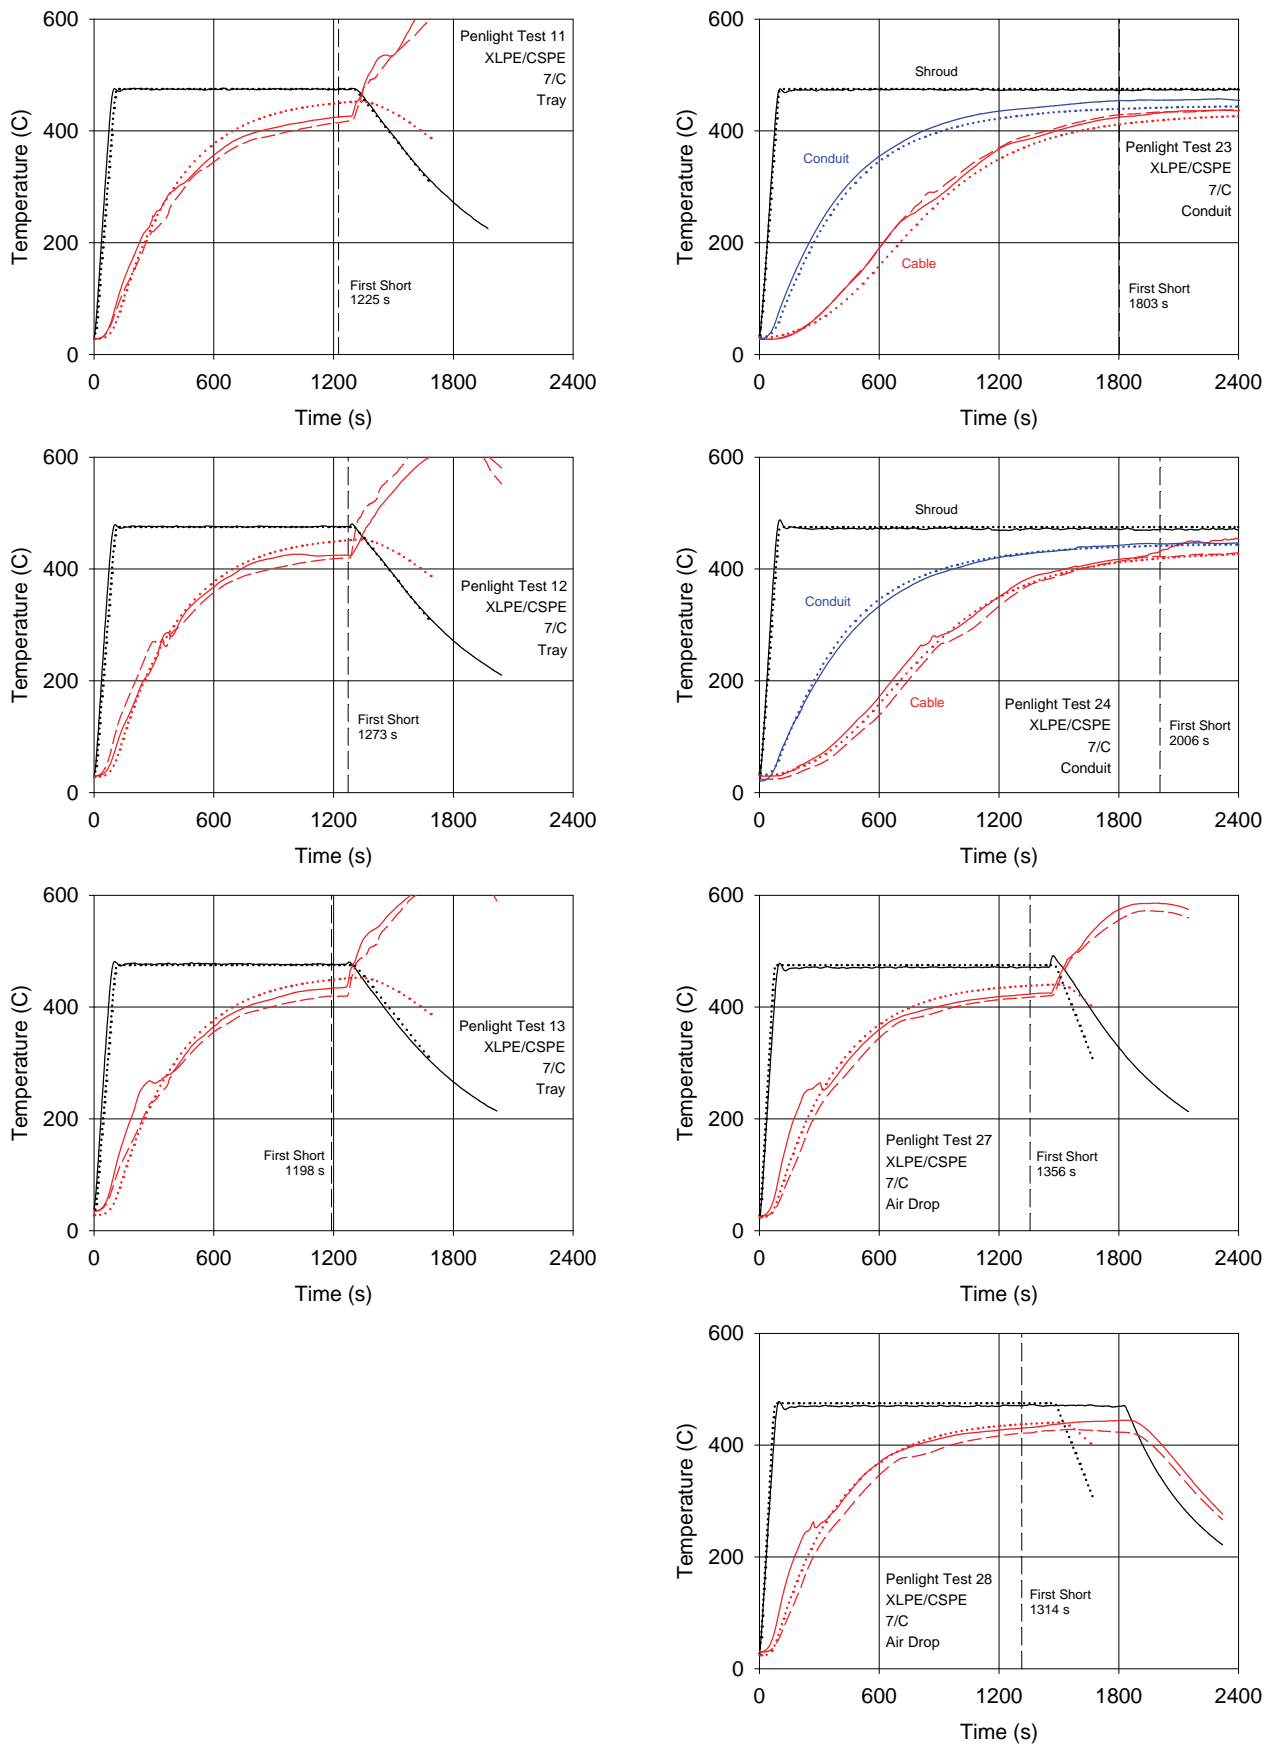 600
400
200
0
Temperature (C)
Penlight Test 11
XLPE/CSPE
7/C
Tray
First Short
1225 s
0 600 1200 1800 2400
Time (s)
600
400
200
0
Temperature (C)
Shroud
Conduit
Cable
Penlight Test 23
XLPE/CSPE
7/C
Conduit
First Short
1803 s
0 600 1200 1800 2400
Time (s)
600
400
200
0
Temperature (C)
Penlight Test 12
XLPE/CSPE
7/C
Tray
First Short
1273 s
0 600 1200 1800 2400
Time (s)
600
400
200
0
Temperature (C)
Shroud
Conduit
Cable
Penlight Test 24
XLPE/CSPE
7/C
Conduit
First Short
2006 s
0 600 1200 1800 2400
Time (s)
600
400
200
0
Temperature (C)
Penlight Test 13
XLPE/CSPE
7/C
Tray
First Short
1198 s
0 600 1200 1800 2400
Time (s)
600
400
200
0
Temperature (C)
Penlight Test 27
XLPE/CSPE
7/C
Air Drop
First Short
1356 s
0 600 1200 1800 2400
Time (s)
600
400
200
0
Temperature (C)
Penlight Test 28
XLPE/CSPE
7/C
Air Drop
First Short
1314 s
0 600 1200 1800 2400
Time (s)